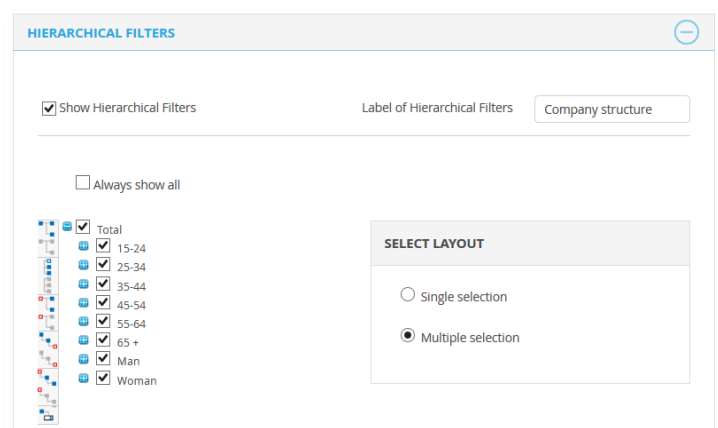 HIERARCHICAL FILTERS
Show Hierarchical Filters Label of Hierarchical Filters Company structure
Always show all
Total
15-24
25-34
35-44
45-54
55-64
65 +
Man
Woman
SELECT LAYOUT
Single selection
Multiple selection